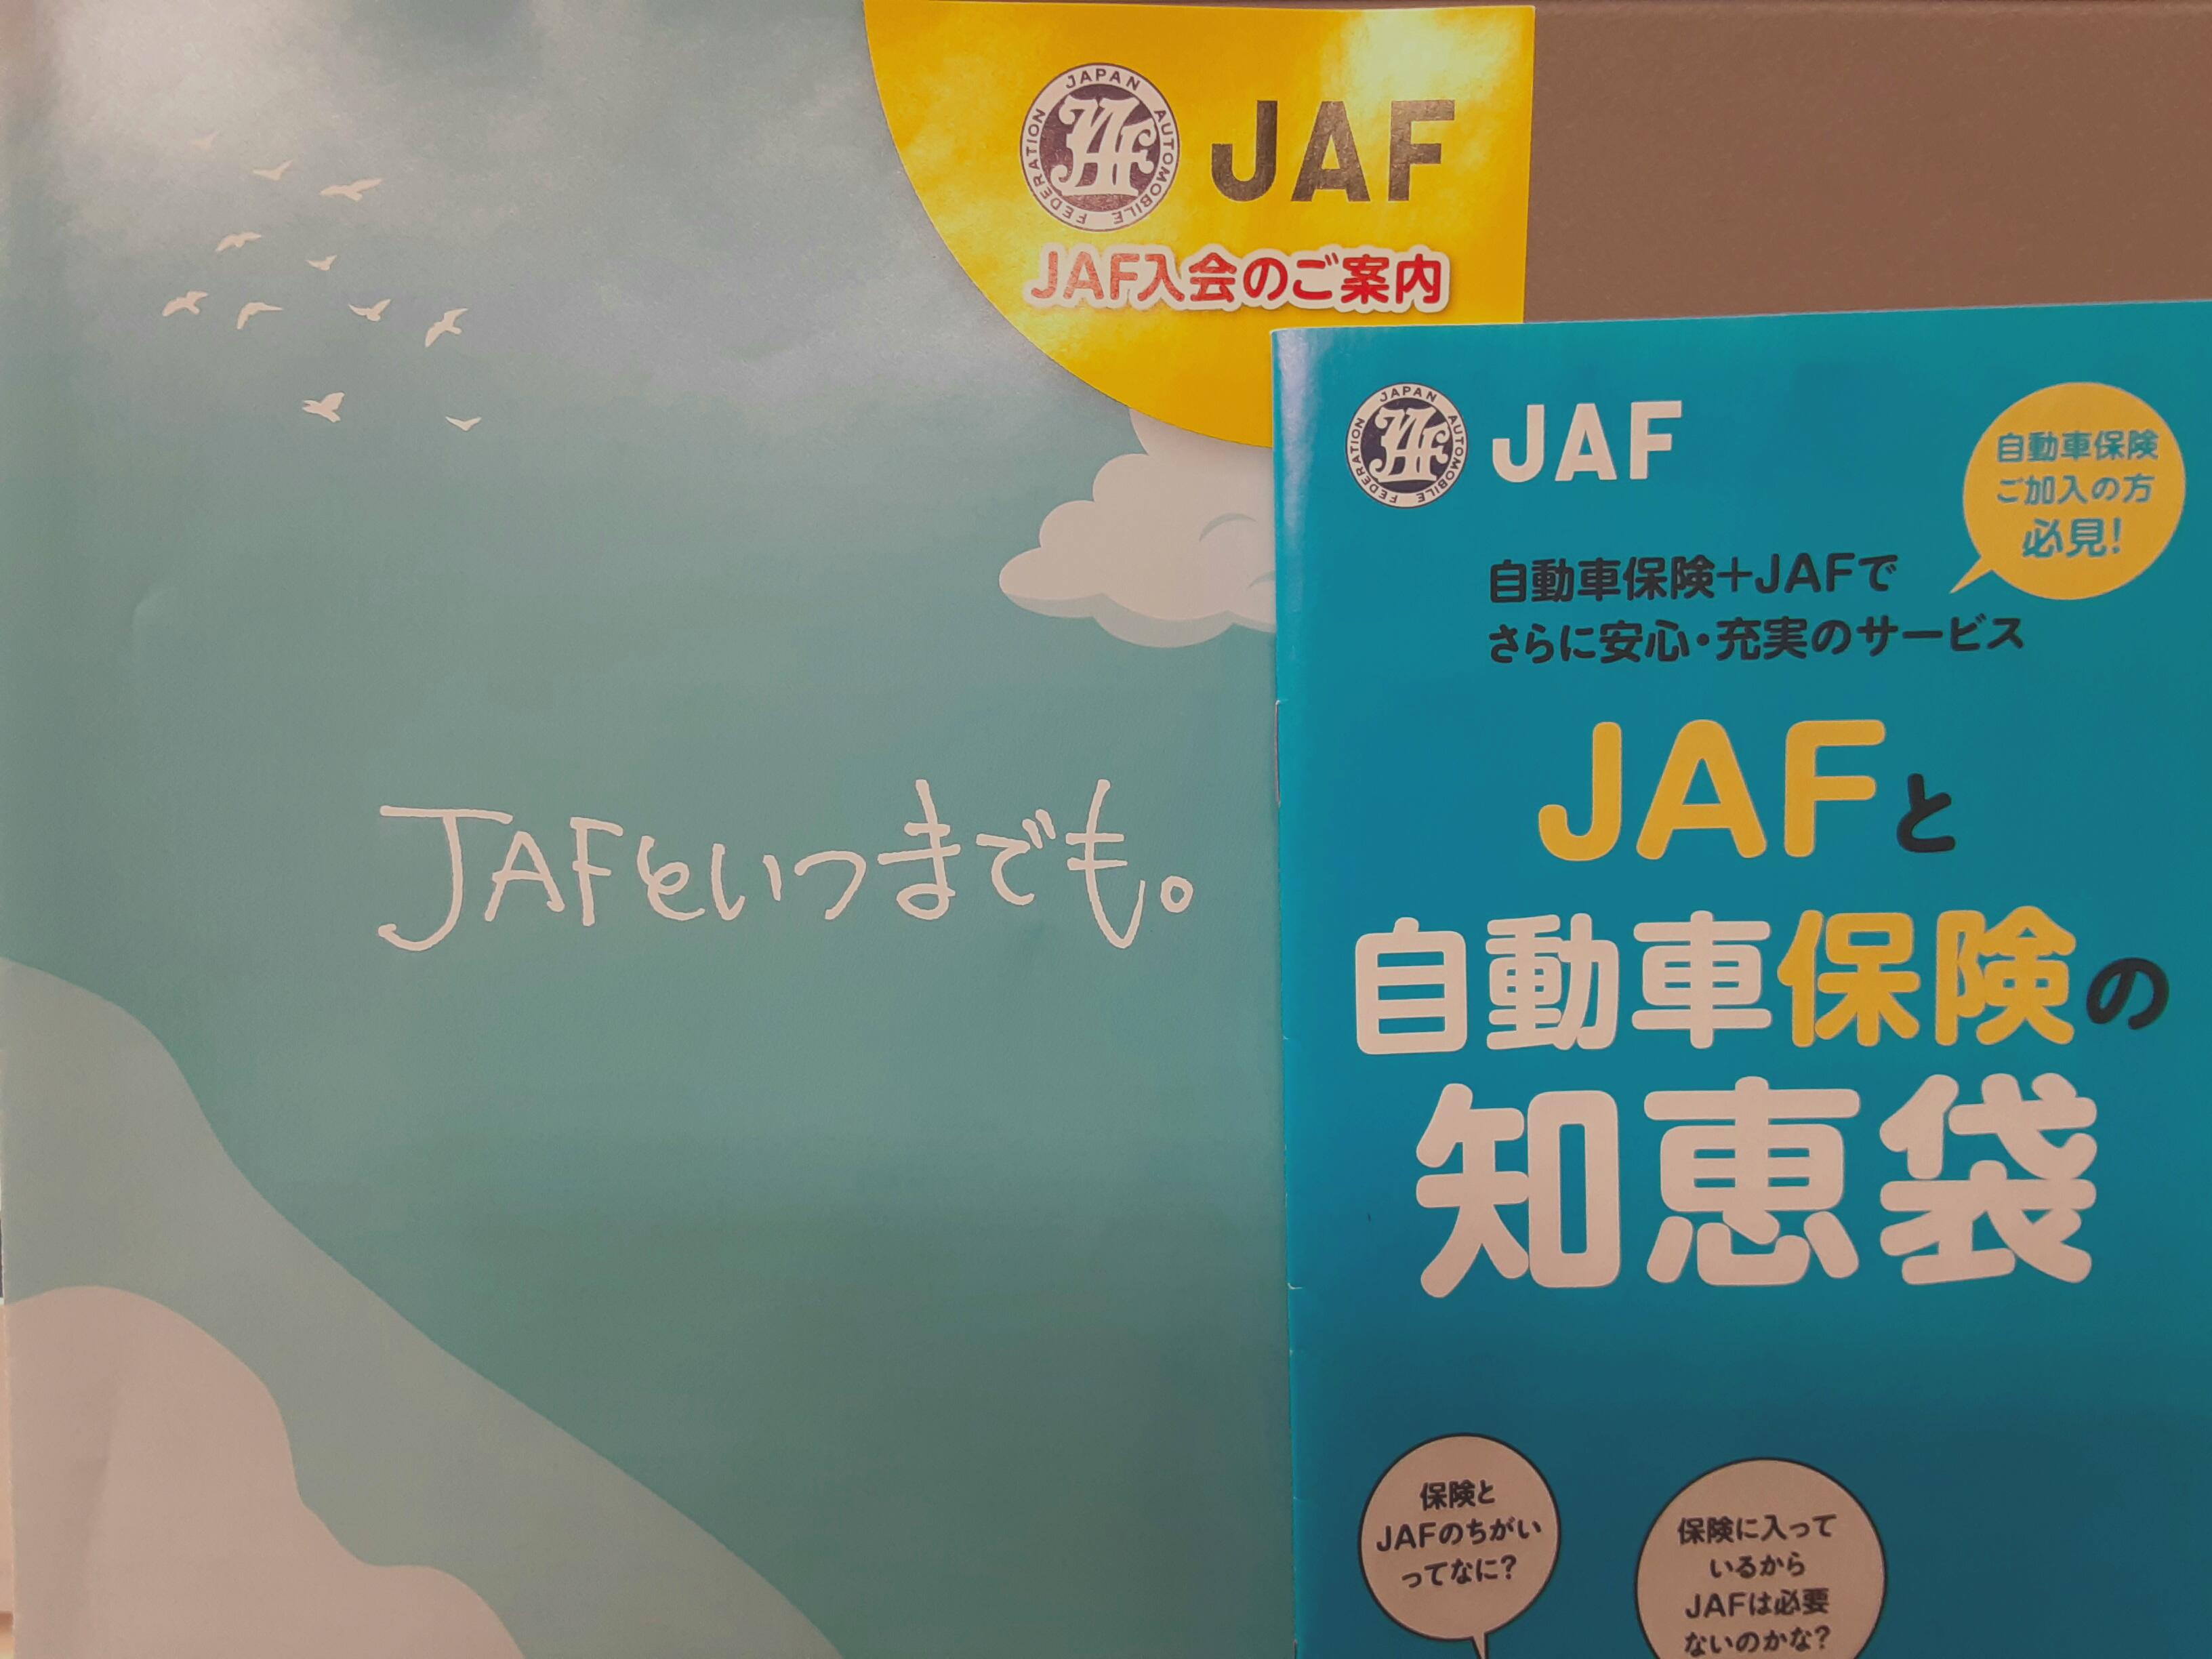 JAPAN AUTOMOBILE FEDERATION
JAF
JAF
JAF入会のご案内
JAFといつまでも。
JAPAN AUTOMOBILE FEDERATION
JAF
JAF
自動車保険
ご加入の方
必見!
自動車保険+JAFで
さらに安心・充実のサービス
JAFと
自動車保険の
知恵袋
保険と
JAFのちがい
ってなに?
保険に入って
いるから
JAFは必要
ないのかな?